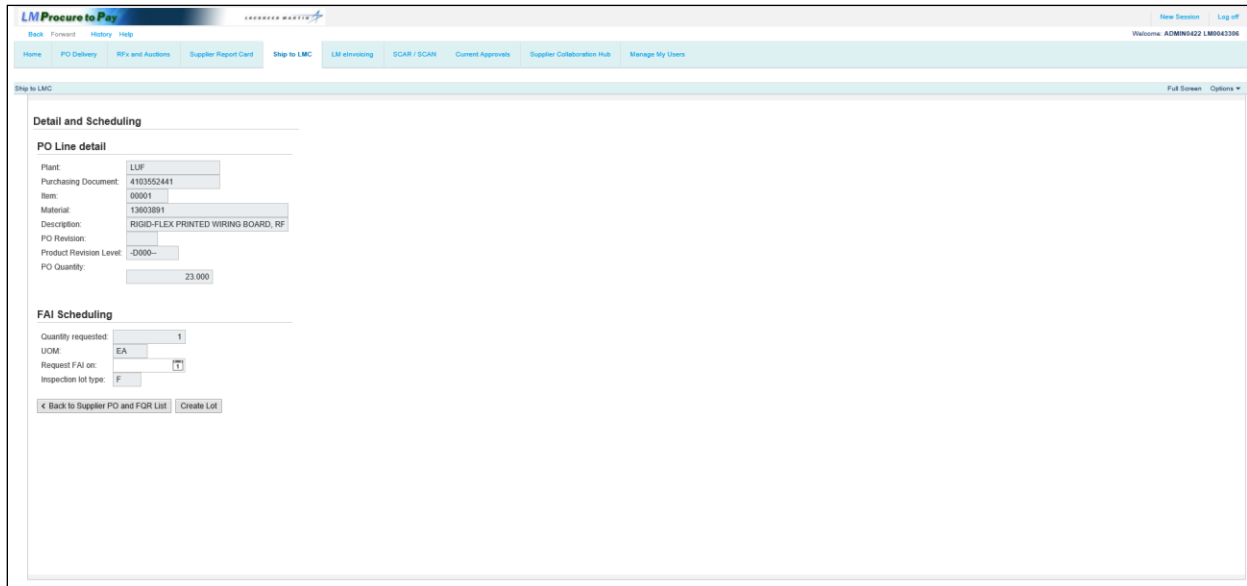 LMProcure to Pay LOCKHEED MARTIN New Session Log off
Back Forward History Help Welcome: ADMIN0422 LM0043306
Home PO Delivery RFx and Auctions Supplier Report Card Ship to LMC LM eInvoicing SCAR / SCAN Current Approvals Supplier Collaboration Hub Manage My Users
Ship to LMC Full Screen Options
Detail and Scheduling
PO Line detail
Plant: LUF
Purchasing Document: 4103552441
Item: 00001
Material: 13603891
Description: RIGID-FLEX PRINTED WIRING BOARD, RF
PO Revision:
Product Revision Level: -D000--
PO Quantity:
23.000
FAI Scheduling
Quantity requested: 1
UOM: EA
Request FAI on: 1
Inspection lot type: F
< Back to Supplier PO and FQR List Create Lot